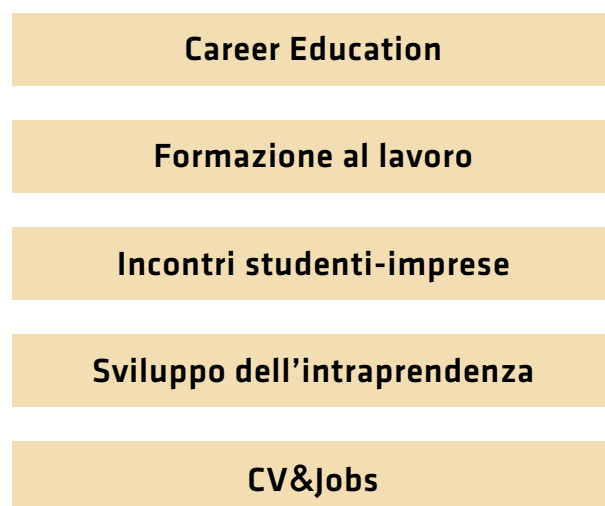 Career Education
Formazione al lavoro
Incontri studenti-imprese
Sviluppo dell’intraprendenza
CV&Jobs